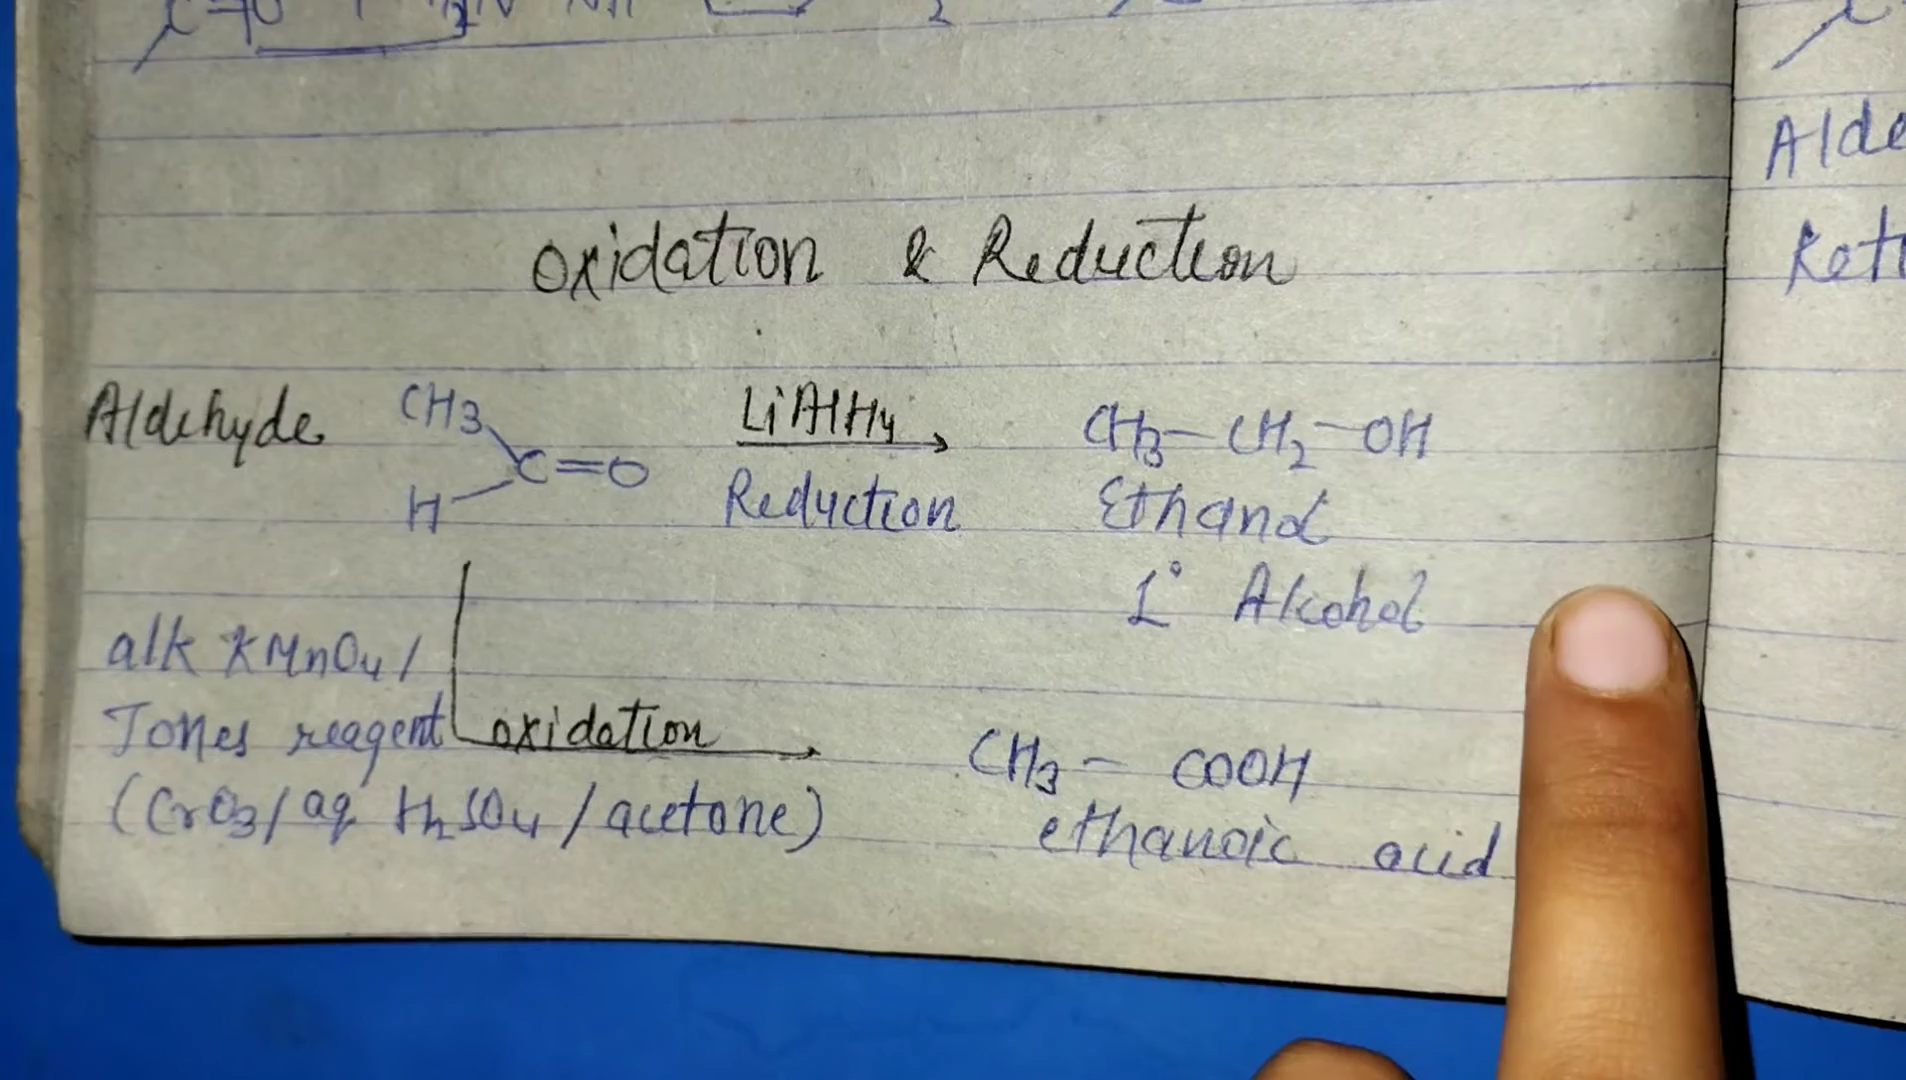 Oxidation & Reduction
Aldehyde CH3 LiAlH4 CH3-CH2-OH
C=O
H Reduction Ethanol
1° Alcohol
alk KMnO4/
Jones reagent oxidation CH3-COOH
(CrO3/aq H2SO4/acetone) ethanoic acid
Alde
Ket